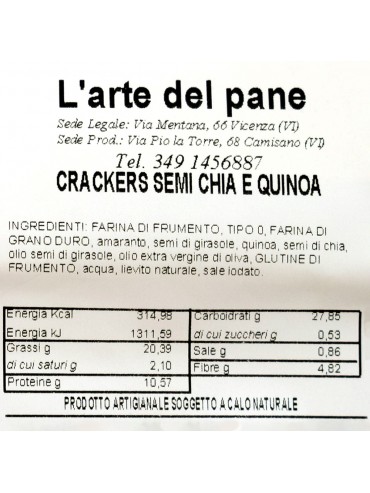 L'arte del pane
Sede Legale: Via Mentana, 66 Vicenza (VI)
Sede Prod.: Via Pio la Torre, 68 Camisano (VI)
Tel. 349 1456887
CRACKERS SEMI CHIA E QUINOA
INGREDIENTI: FARINA DI FRUMENTO, TIPO 0, FARINA DI
GRANO DURO, amaranto, semi di girasole, quinoa, semi di chia,
olio semi di girasole, olio extra vergine di oliva, GLUTINE DI
FRUMENTO, acqua, lievito naturale, sale iodato.
Energia Kcal 314,98 Carboidrati g 27,85
Energia kJ 1311,59 di cui zuccheri g 0,53
Grassi g 20,39 Sale g 0,86
di cui saturi g 2,10 Fibre g 4,82
Proteine g 10,57
PRODOTTO ARTIGIANALE SOGGETTO A CALO NATURALE